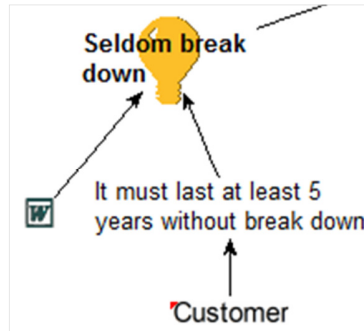 Seldom break
down
W
It must last at least 5
years without break down
Customer